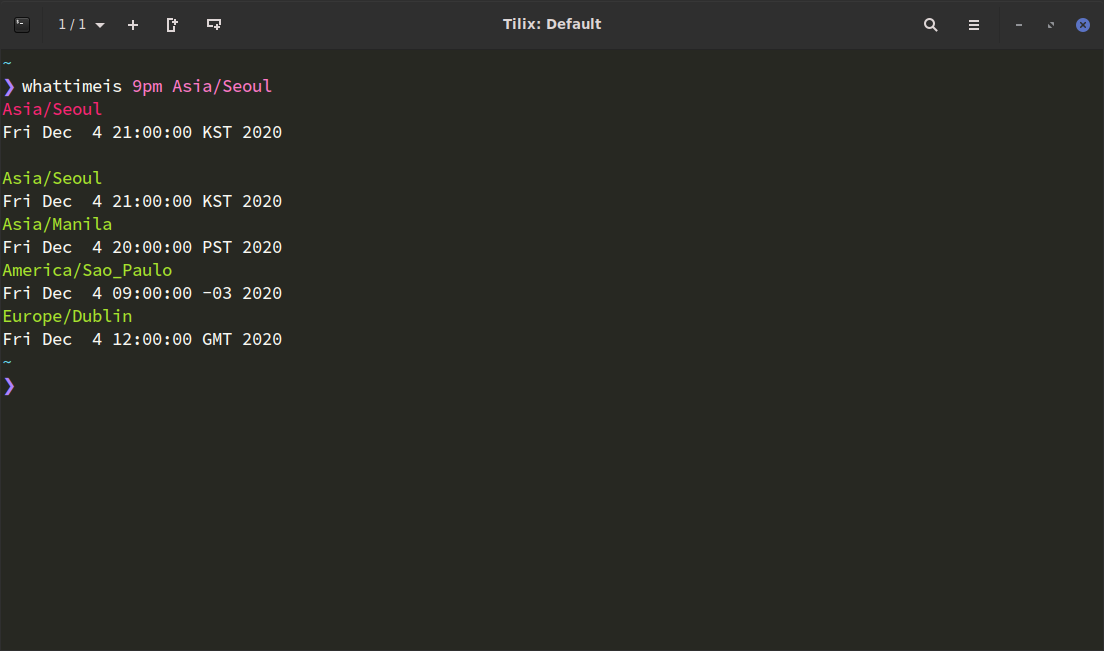 1 / 1
Tilix: Default
~
❯ whattimeis 9pm Asia/Seoul
Asia/Seoul
Fri Dec  4 21:00:00 KST 2020

Asia/Seoul
Fri Dec  4 21:00:00 KST 2020
Asia/Manila
Fri Dec  4 20:00:00 PST 2020
America/Sao_Paulo
Fri Dec  4 09:00:00 -03 2020
Europe/Dublin
Fri Dec  4 12:00:00 GMT 2020
~
❯